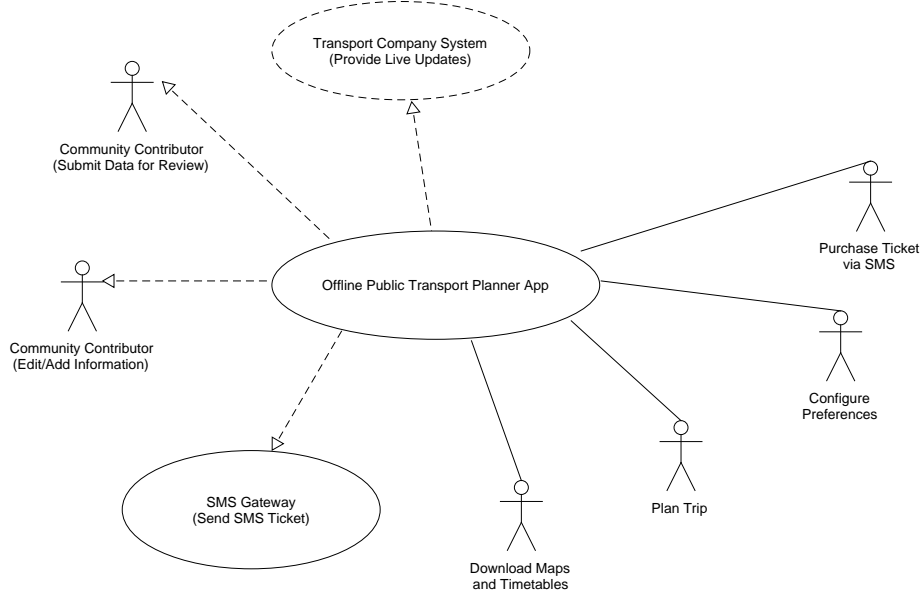 Transport Company System
(Provide Live Updates)
Community Contributor
(Submit Data for Review)
Purchase Ticket
via SMS
Offline Public Transport Planner App
Community Contributor
(Edit/Add Information)
Configure
Preferences
SMS Gateway
(Send SMS Ticket)
Plan Trip
Download Maps
and Timetables